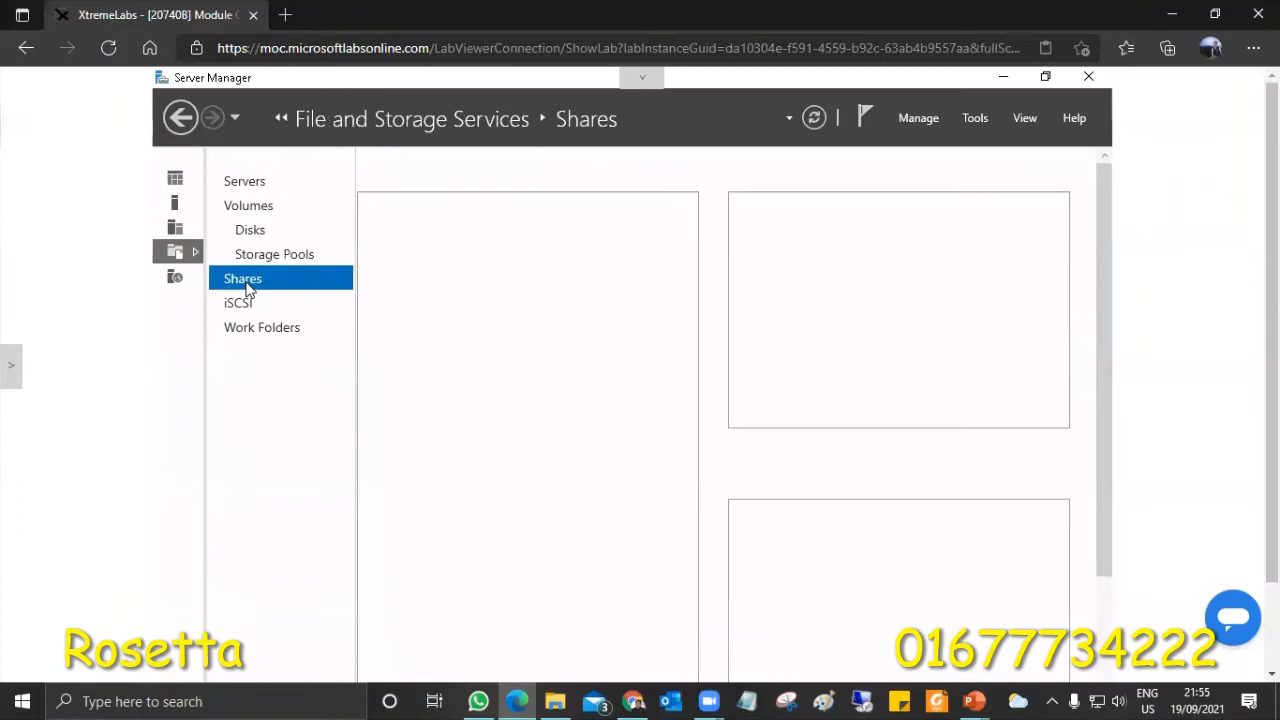 XtremeLabs - [20740B] Module (
https://moc.microsoftlabsonline.com/LabViewerConnection/ShowLab?labInstanceGuid=da10304e-f591-4559-b92c-63ab4b9557aa&fullSc...
Server Manager
File and Storage Services
Shares
Manage
Tools
View
Help
Servers
Volumes
Disks
Storage Pools
Shares
iSCSI
Work Folders
Rosetta
01677734222
Type here to search
3
ENG
US
21:55
19/09/2021